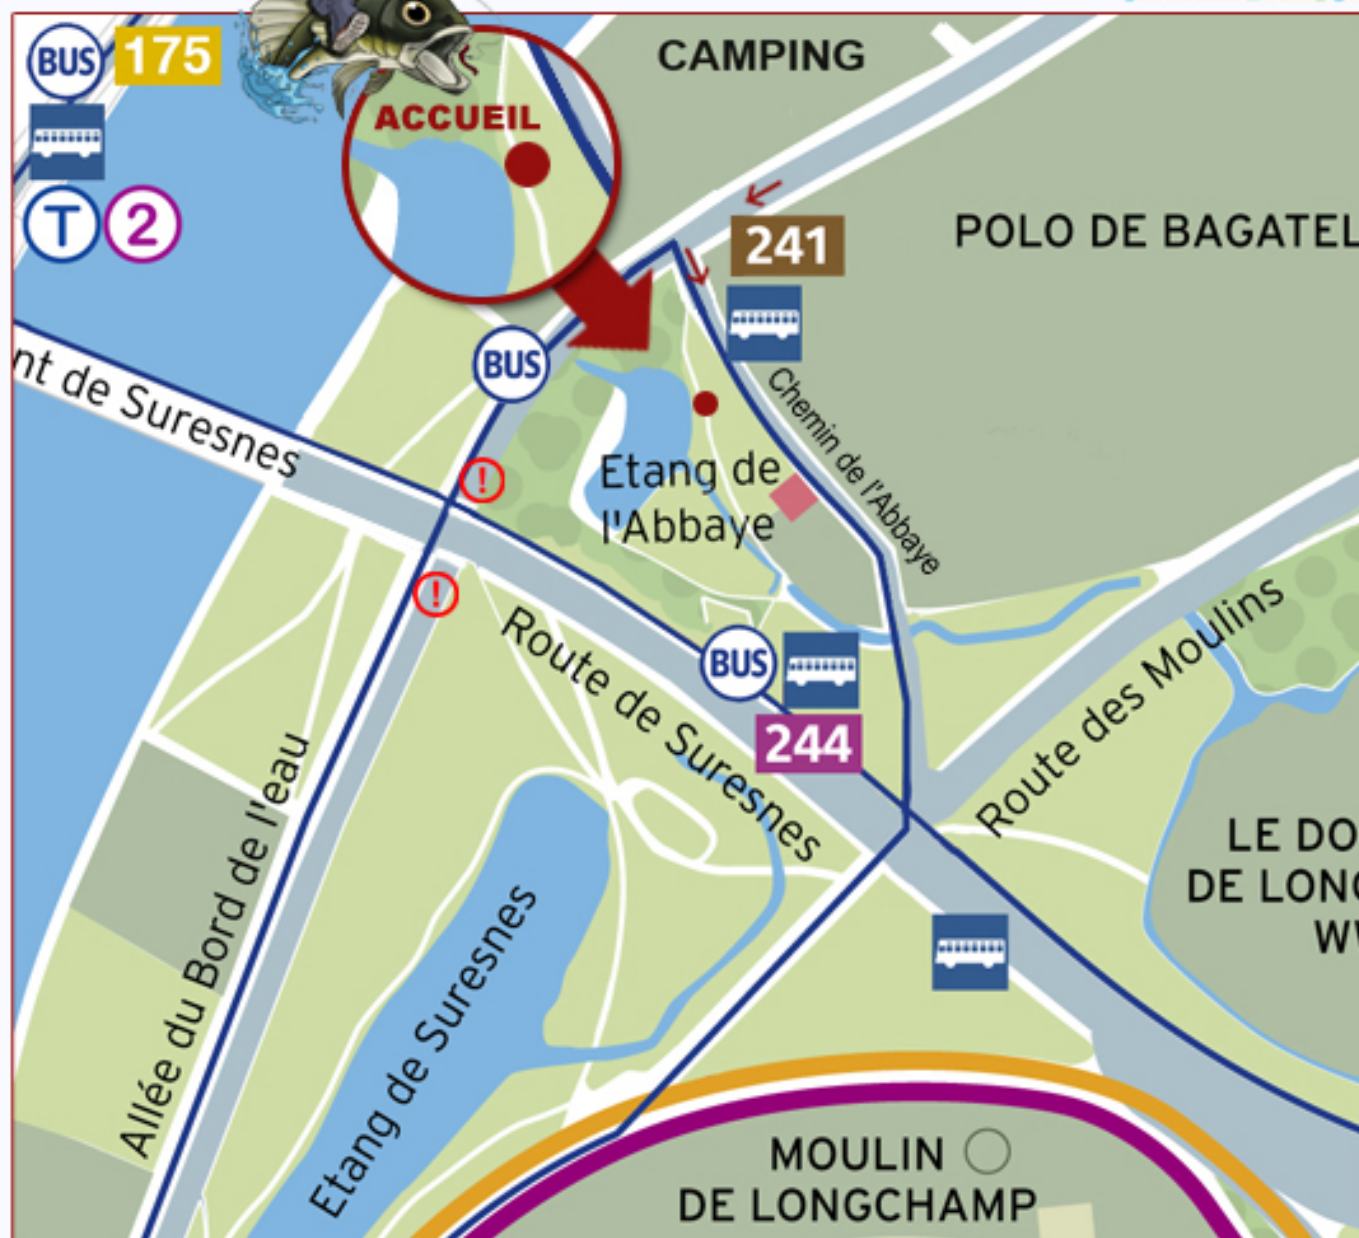 BUS 175
T 2
ACCUEIL
CAMPING
POLO DE BAGATEL
241
BUS
nt de Suresnes
Chemin de l'Abbaye
Etang de
l'Abbaye
!
!
Route de Suresnes
BUS
244
Route des Moulins
Allée du Bord de l'eau
Etang de Suresnes
LE DO
DE LONG
WW
MOULIN
DE LONGCHAMP